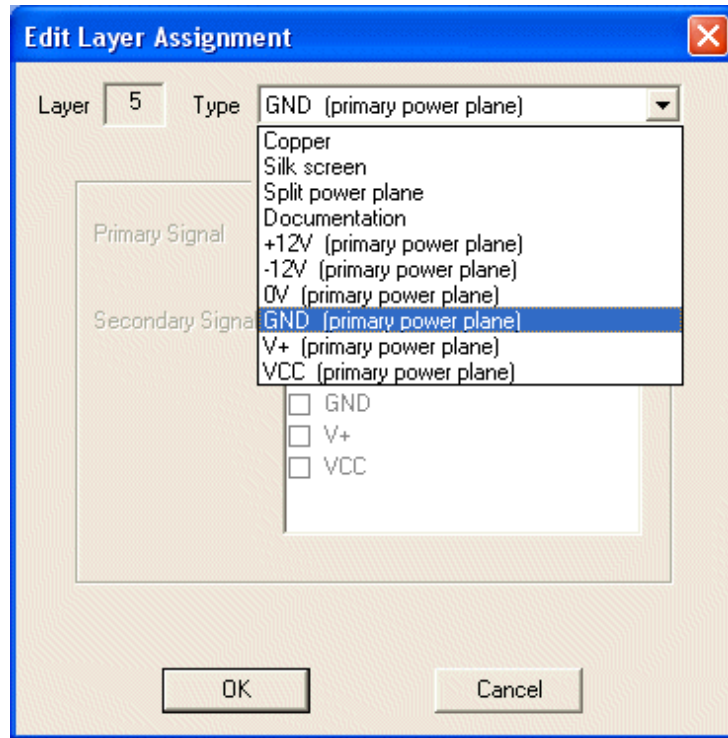 Edit Layer Assignment
Layer 5 Type GND (primary power plane)
Copper
Silk screen
Split power plane
Documentation
Primary Signal
+12V (primary power plane)
-12V (primary power plane)
0V (primary power plane)
Secondary Signal
GND (primary power plane)
V+ (primary power plane)
VCC (primary power plane)
GND
V+
VCC
OK Cancel